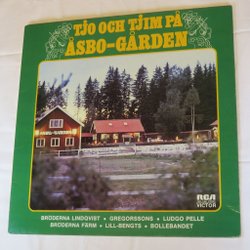 TJO OCH TJIM PÅ
ÅSBO-GÅRDEN
ÅSBO-GÅRDEN
RCA
VICTOR
BRÖDERNA LINDQVIST • GREGORSSONS • LUDGO PELLE
BRÖDERNA FÄRM • LILL-BENGTS • BOLLEBANDET